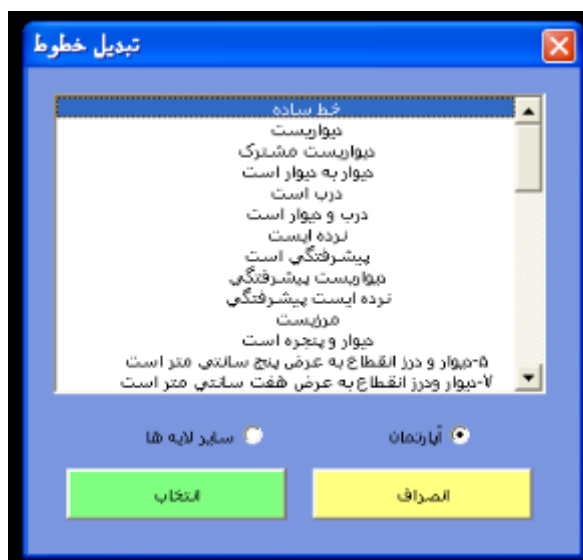 تبدیل خطوط
خط ساده
دیواریست
دیواریست مشترک
دیوار به دیوار است
درب است
درب و دیوار است
نرده ایست
پیشرفتگی است
دیواریست پیشرفتگی
نرده ایست پیشرفتگی
مرزیست
دیوار و پنجره است
۵-دیوار و درز انقطاع به عرض پنج سانتی متر است
۷-دیوار ودرز انقطاع به عرض هفت سانتی متر است
آپارتمان سایر لایه ها
انصراف انتخاب